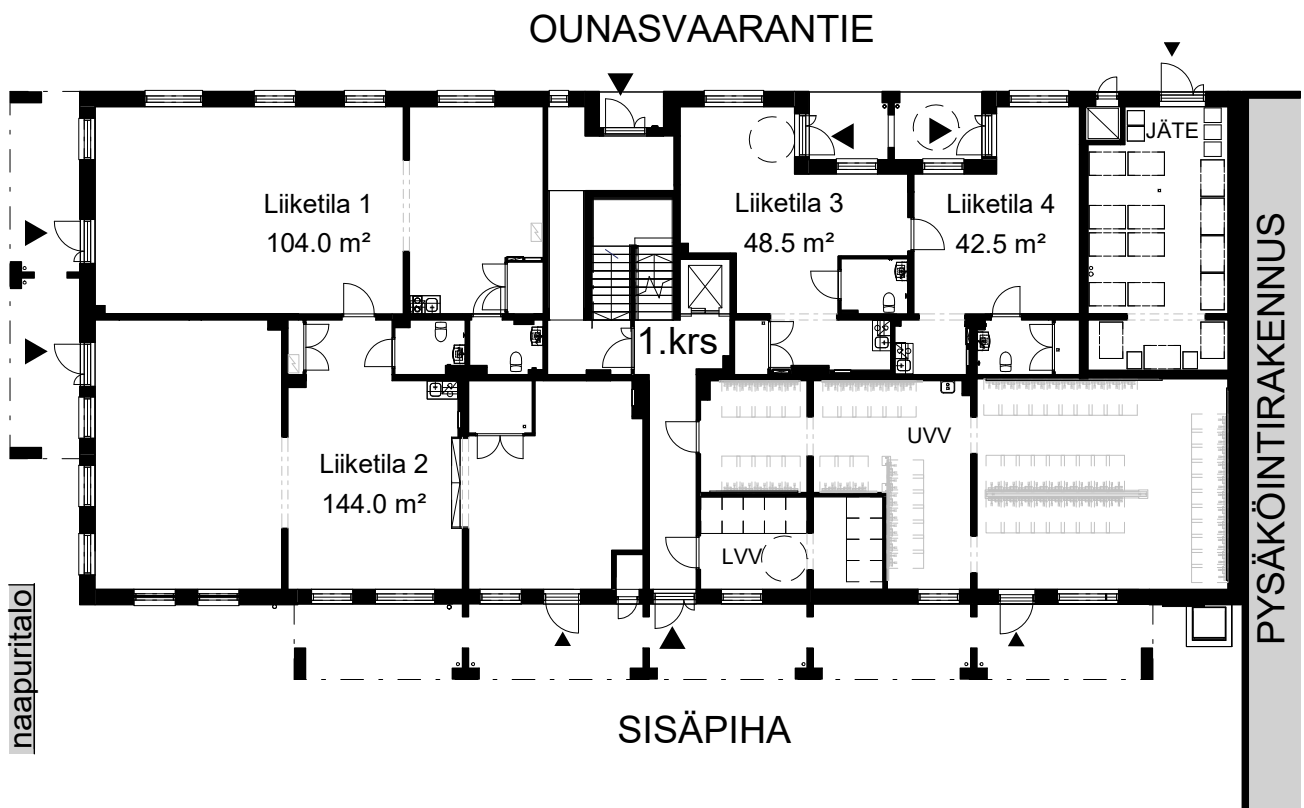 OUNASVAARANTIE
JÄTE
Liiketila 1
104.0 m²
Liiketila 3
48.5 m²
Liiketila 4
42.5 m²
1.krs
PYSÄKÖINTIRAKENNUS
UVV
Liiketila 2
144.0 m²
LVV
naapuritalo
SISÄPIHA